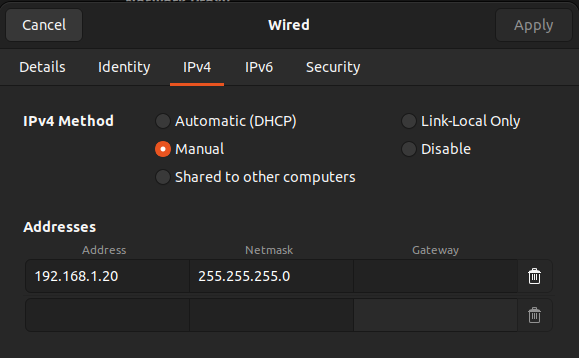 Cancel Wired Apply
Details Identity IPv4 IPv6 Security
IPv4 Method Automatic (DHCP) Link-Local Only
Manual Disable
Shared to other computers
Addresses
Address Netmask Gateway
192.168.1.20 255.255.255.0